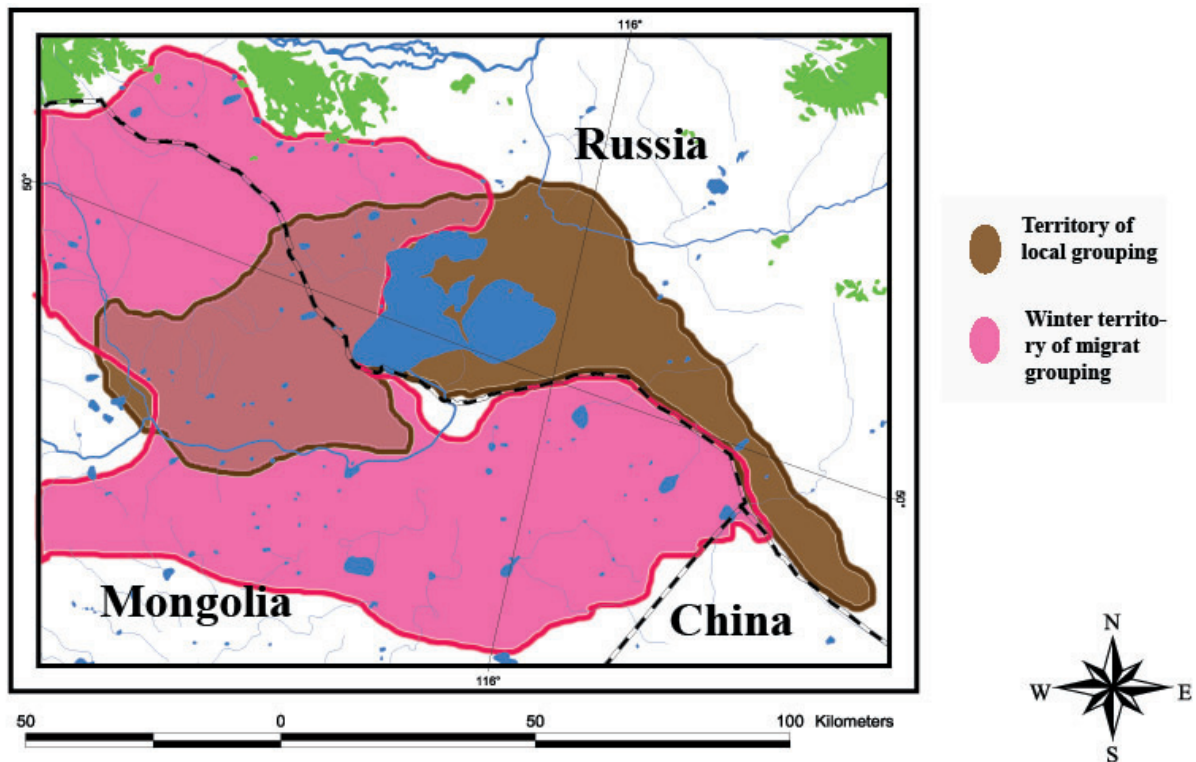 116°
Russia
50°
Territory of
local grouping
Winter territo-
ry of migrat
grouping
50°
Mongolia
China
116°
N
W E
S
50 0 50 100 Kilometers